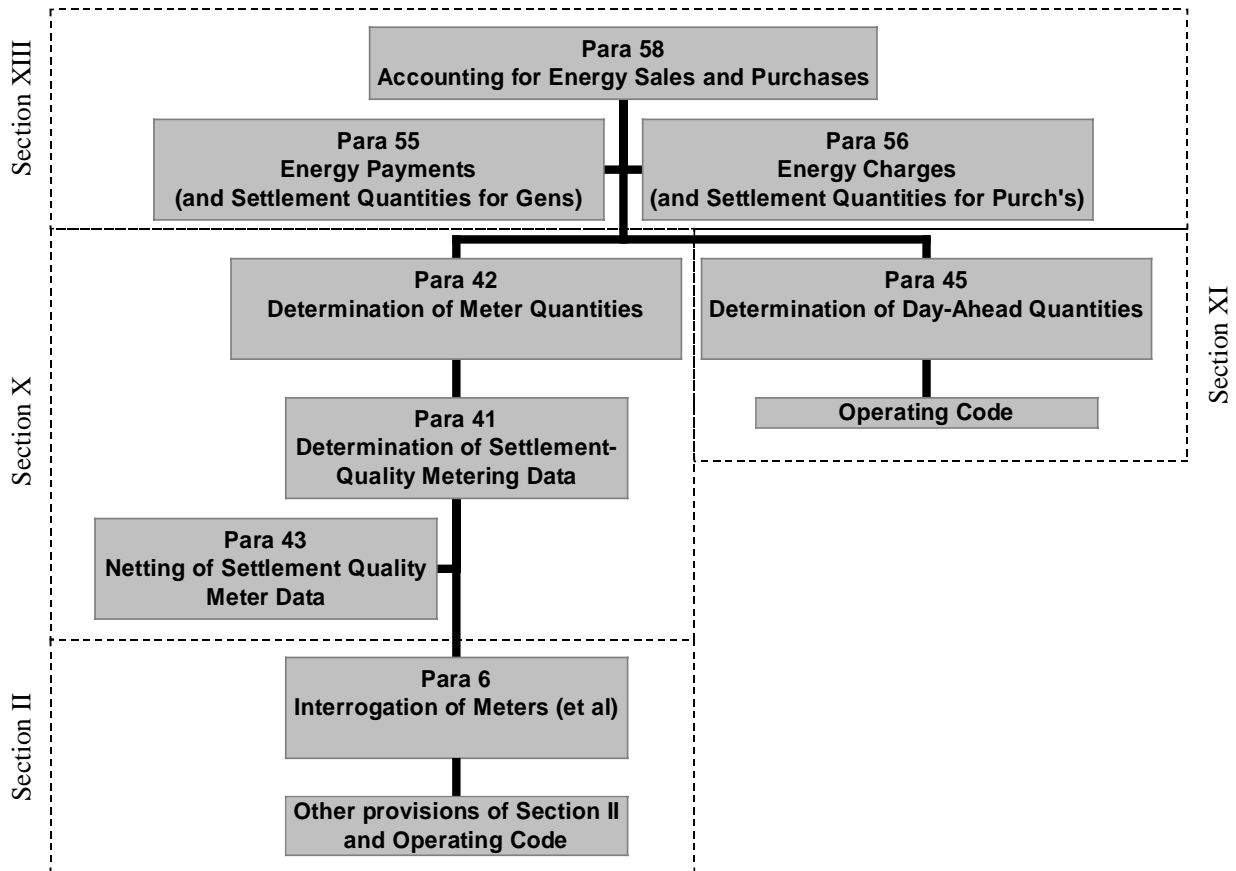 Section XIII
Para 58
Accounting for Energy Sales and Purchases
Para 55
Energy Payments
(and Settlement Quantities for Gens)
Para 56
Energy Charges
(and Settlement Quantities for Purch's)
Section X
Para 42
Determination of Meter Quantities
Para 45
Determination of Day-Ahead Quantities
Section XI
Operating Code
Para 41
Determination of Settlement-
Quality Metering Data
Para 43
Netting of Settlement Quality
Meter Data
Section II
Para 6
Interrogation of Meters (et al)
Other provisions of Section II
and Operating Code